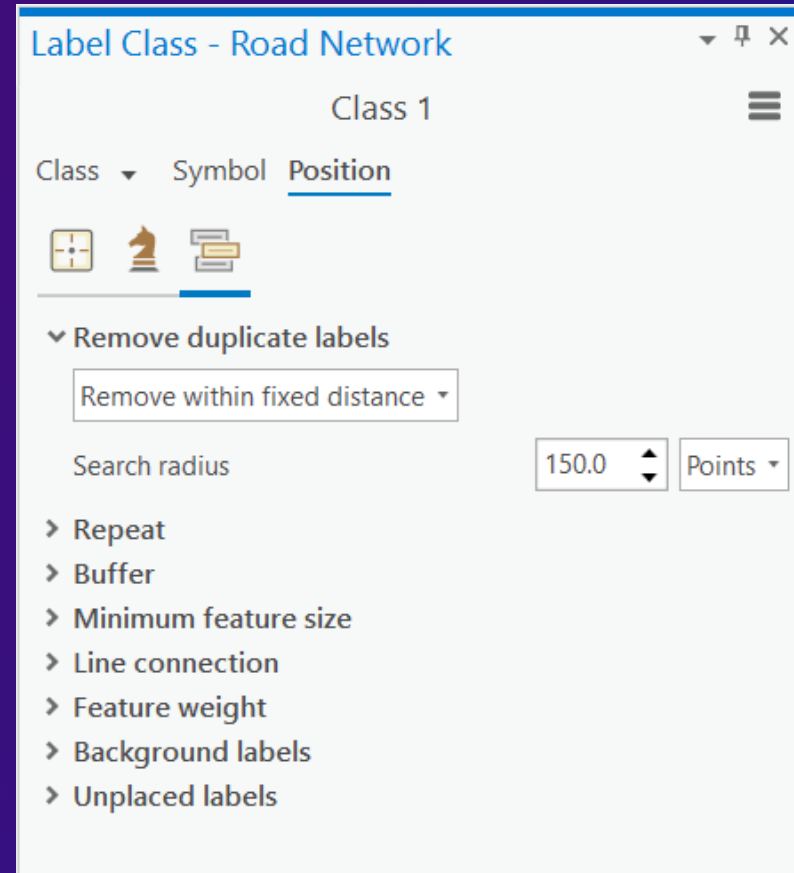 Label Class - Road Network
Class 1
Class Symbol Position
Remove duplicate labels
Remove within fixed distance
Search radius 150.0 Points
Repeat
Buffer
Minimum feature size
Line connection
Feature weight
Background labels
Unplaced labels